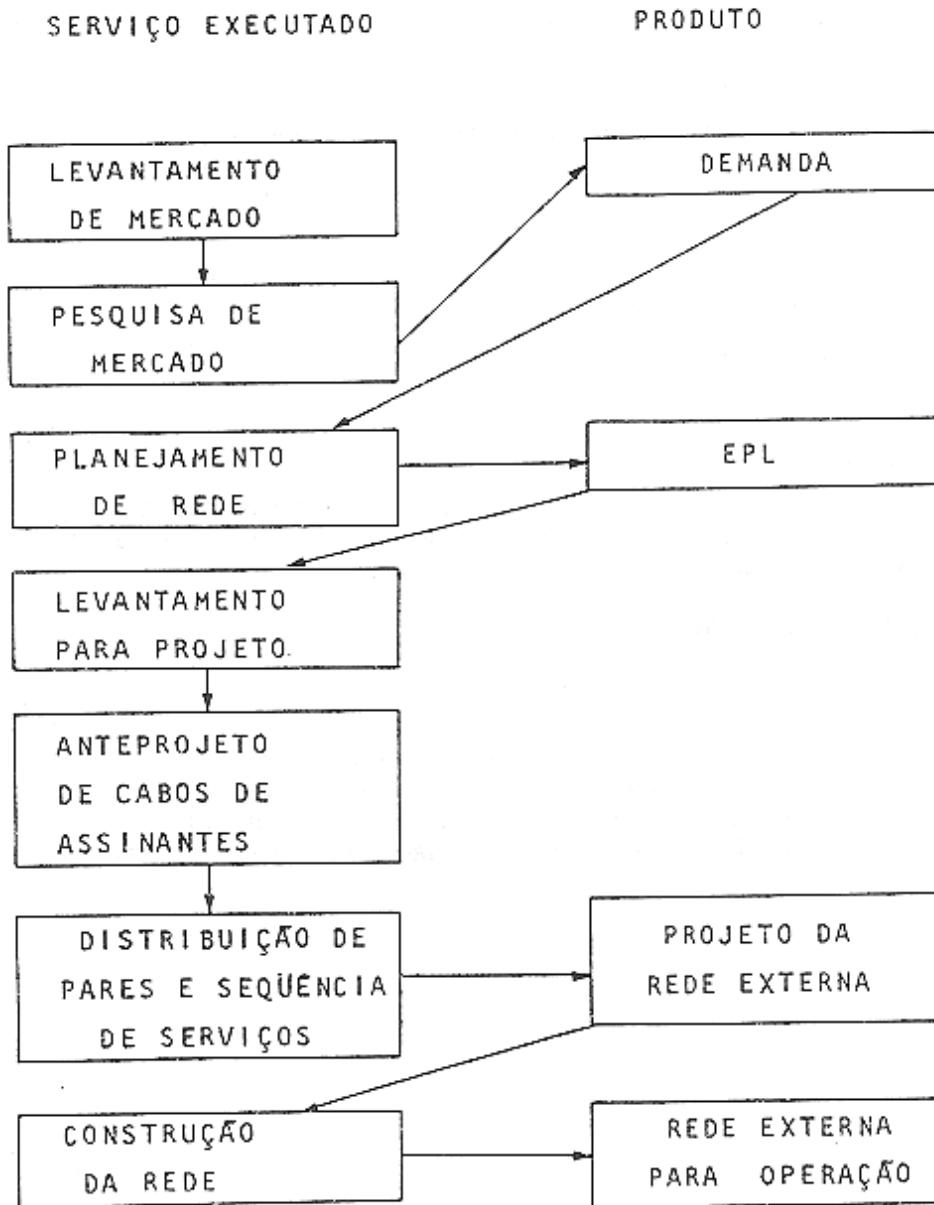 SERVIÇO EXECUTADO
PRODUTO
LEVANTAMENTO
DE MERCADO
DEMANDA
PESQUISA DE
MERCADO
PLANEJAMENTO
DE REDE
EPL
LEVANTAMENTO
PARA PROJETO.
ANTEPROJETO
DE CABOS DE
ASSINANTES
DISTRIBUIÇÃO DE
PARES E SEQÜÊNCIA
DE SERVIÇOS
PROJETO DA
REDE EXTERNA
CONSTRUÇÃO
DA REDE
REDE EXTERNA
PARA OPERAÇÃO